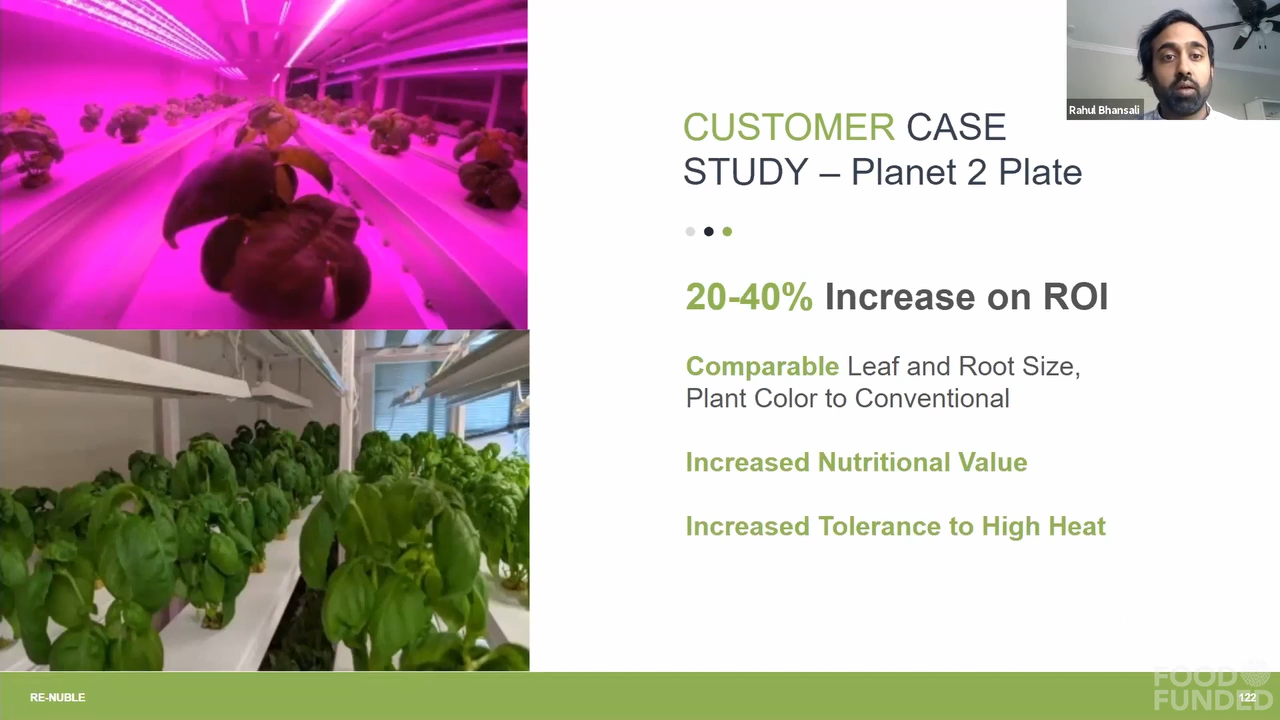 Rahul Bhansali
CUSTOMER CASE
STUDY – Planet 2 Plate
20-40% Increase on ROI
Comparable Leaf and Root Size,
Plant Color to Conventional
Increased Nutritional Value
Increased Tolerance to High Heat
RE-NUBLE
122
FOOD
FUNDED